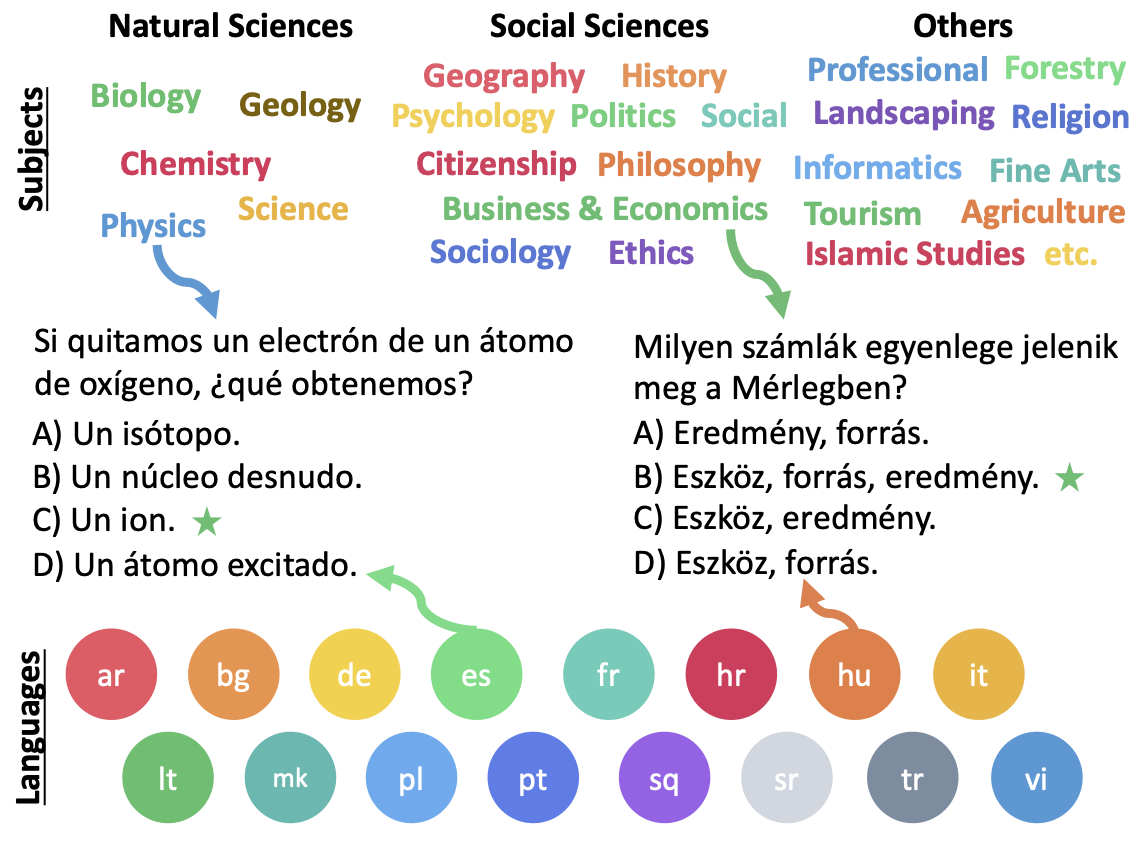 Natural Sciences
Social Sciences
Others
Subjects
Biology
Geology
Chemistry
Science
Physics
Geography History
Psychology Politics Social
Citizenship Philosophy
Business & Economics
Sociology Ethics
Professional Forestry
Landscaping Religion
Informatics Fine Arts
Tourism Agriculture
Islamic Studies etc.
Si quitamos un electrón de un átomo
de oxígeno, ¿qué obtenemos?
A) Un isótopo.
B) Un núcleo desnudo.
C) Un ion.
D) Un átomo excitado.
Milyen számlák egyenlege jelenik
meg a Mérlegben?
A) Eredmény, forrás.
B) Eszköz, forrás, eredmény.
C) Eszköz, eredmény.
D) Eszköz, forrás.
Languages
ar bg de es fr hr hu it
lt mk pl pt sq sr tr vi